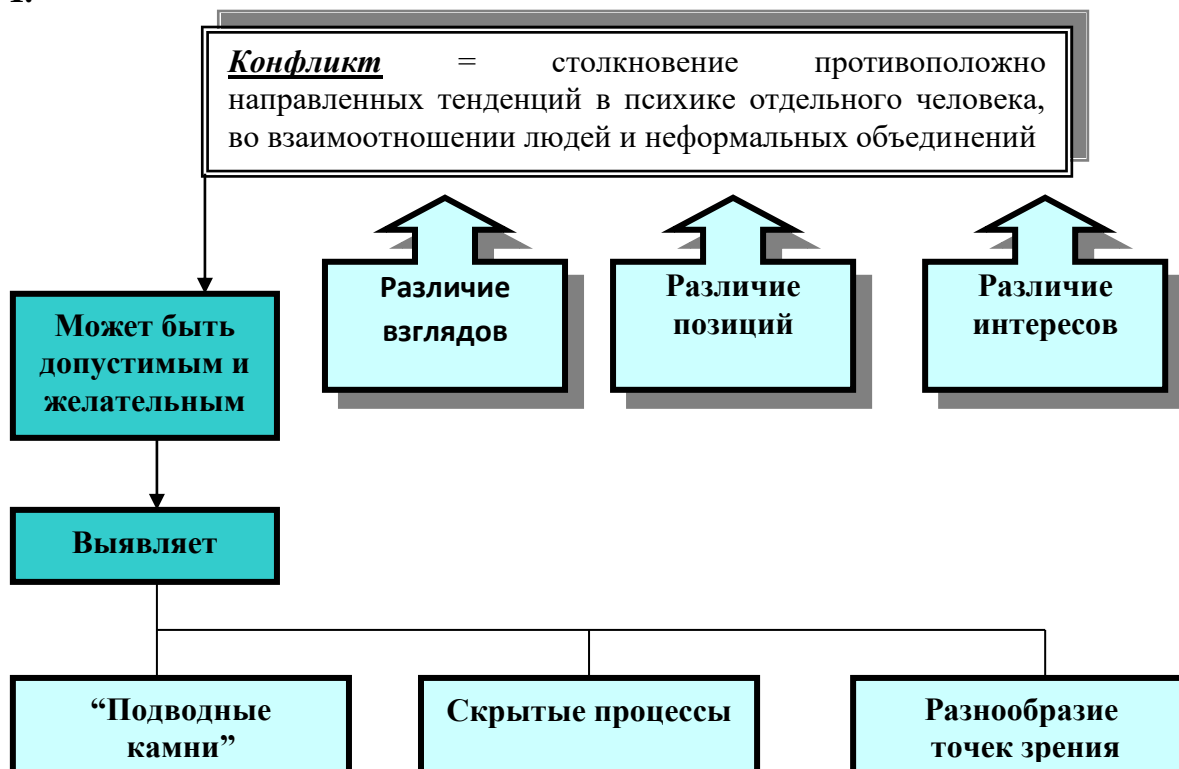 Конфликт = столкновение противоположно
направленных тенденций в психике отдельного человека,
во взаимоотношении людей и неформальных объединений
Различие
взглядов
Различие
позиций
Различие
интересов
Может быть
допустимым и
желательным
Выявляет
“Подводные
камни”
Скрытые процессы
Разнообразие
точек зрения